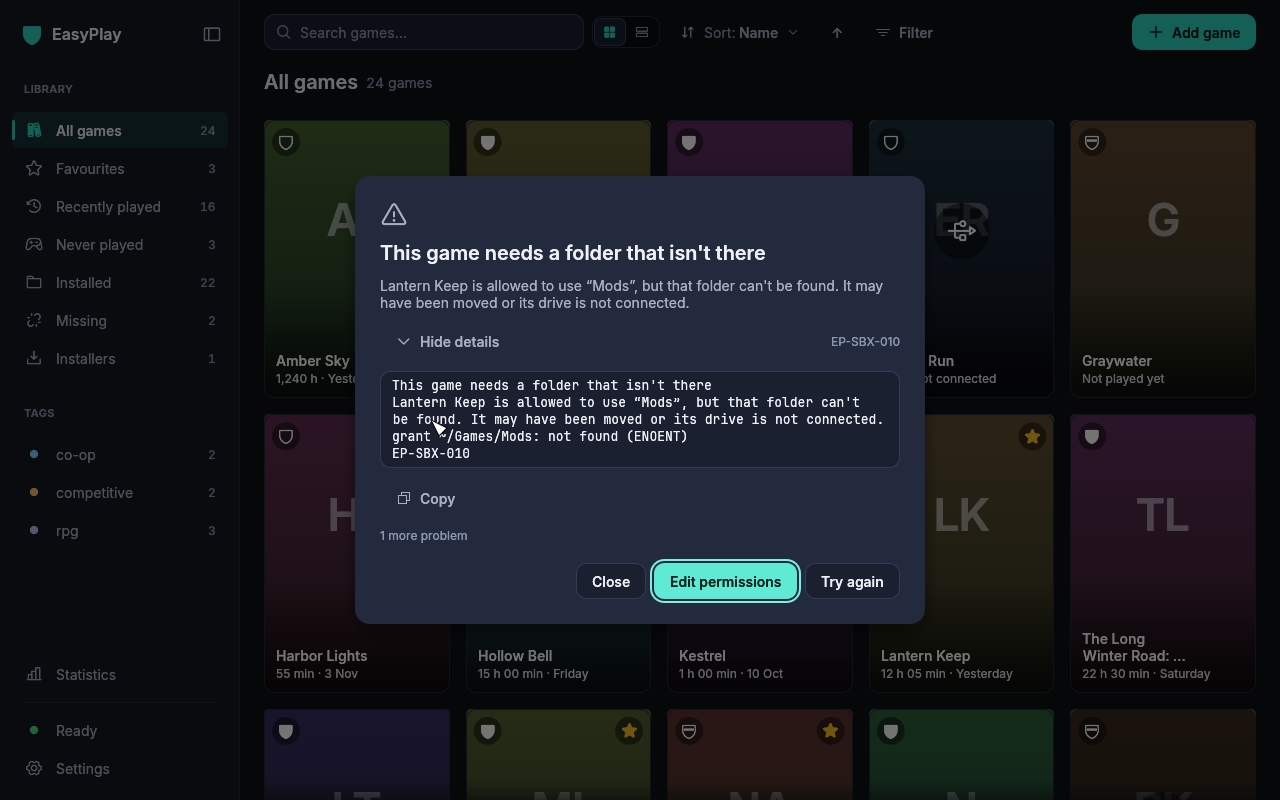 EasyPlay
Search games...
Sort: Name
Filter
Add game
LIBRARY
All games 24
Favourites 3
Recently played 16
Never played 3
Installed 22
Missing 2
Installers 1
TAGS
co-op 2
competitive 2
rpg 3
Statistics
Ready
Settings
All games 24 games
A
ER
G
Amber Sky
1,240 h · Yeste
Run
ot connected
Graywater
Not played yet
This game needs a folder that isn't there
Lantern Keep is allowed to use “Mods”, but that folder can't be found. It may
have been moved or its drive is not connected.
Hide details
EP-SBX-010
This game needs a folder that isn't there
Lantern Keep is allowed to use “Mods”, but that folder can't
be found. It may have been moved or its drive is not connected.
grant ~/Games/Mods: not found (ENOENT)
EP-SBX-010
Copy
1 more problem
Close
Edit permissions
Try again
H
LK
TL
Harbor Lights
55 min · 3 Nov
Hollow Bell
15 h 00 min · Friday
Kestrel
1 h 00 min · 10 Oct
Lantern Keep
12 h 05 min · Yesterday
The Long
Winter Road: ...
22 h 30 min · Saturday